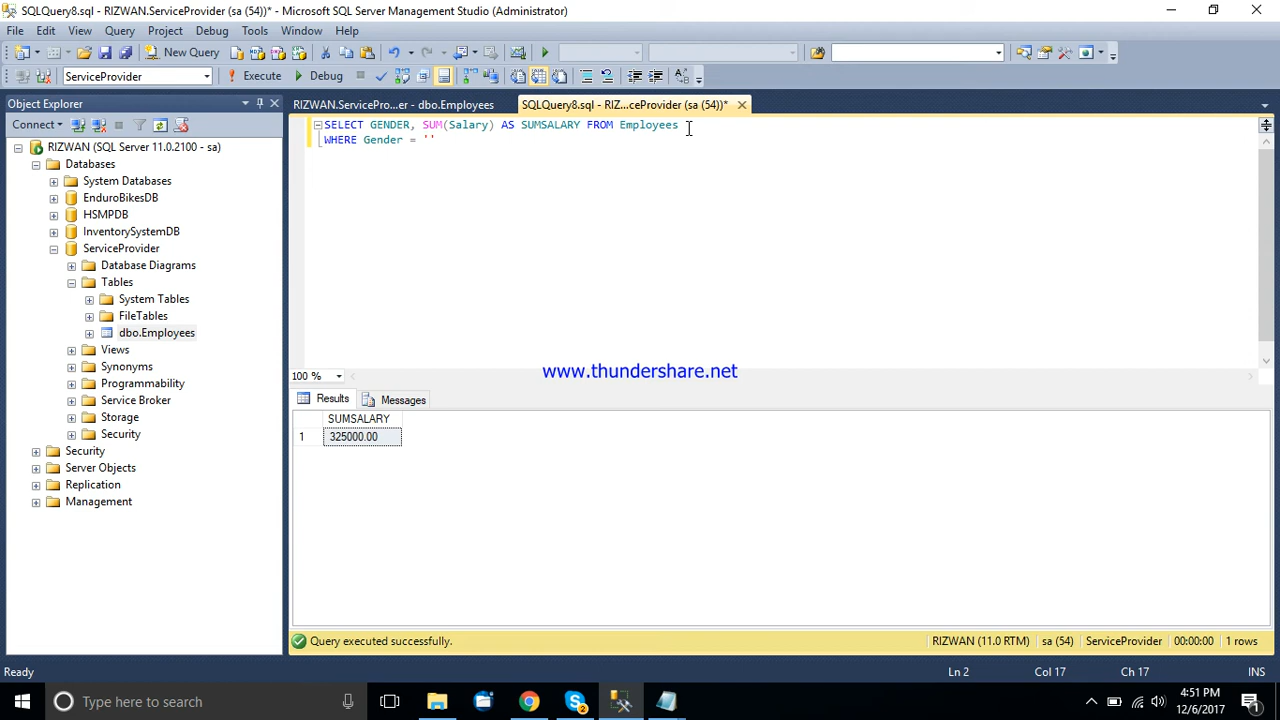 SQLQuery8.sql - RIZWAN.ServiceProvider (sa (54))* - Microsoft SQL Server Management Studio (Administrator)
File Edit View Query Project Debug Tools Window Help
New Query
ServiceProvider Execute Debug
Object Explorer
RIZWAN.ServicePro...er - dbo.Employees SQLQuery8.sql - RIZ...ceProvider (sa (54))*
Connect
RIZWAN (SQL Server 11.0.2100 - sa)
Databases
System Databases
EnduroBikesDB
HSMPDB
InventorySystemDB
ServiceProvider
Database Diagrams
Tables
System Tables
FileTables
dbo.Employees
Views
Synonyms
Programmability
Service Broker
Storage
Security
Security
Server Objects
Replication
Management
SELECT GENDER, SUM(Salary) AS SUMSALARY FROM Employees
WHERE Gender = ''
www.thundershare.net
100 %
Results Messages
SUMSALARY
1 325000.00
Query executed successfully. RIZWAN (11.0 RTM) sa (54) ServiceProvider 00:00:00 1 rows
Ready Ln 2 Col 17 Ch 17 INS
Type here to search
4:51 PM
12/6/2017